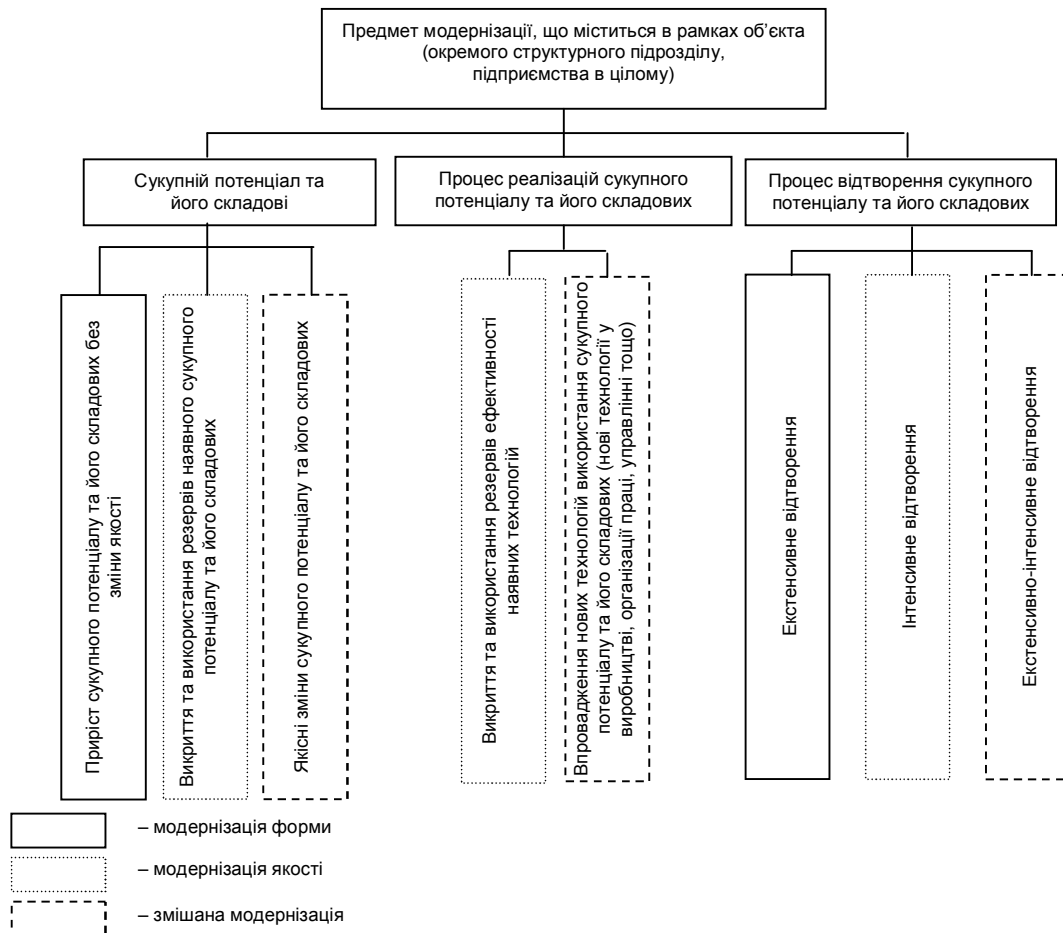 Предмет модернізації, що міститься в рамках об’єкта
(окремого структурного підрозділу,
підприємства в цілому)
Сукупній потенціал та
його складові
Процес реалізацій сукупного
потенціалу та його складових
Процес відтворення сукупного
потенціалу та його складових
Приріст сукупного потенціалу та його складових без
зміни якості
Викриття та використання резервів наявного сукупного
потенціалу та його складових
Якісні зміни сукупного потенціалу та його складових
Викриття та використання резервів ефективності
наявних технологій
Впровадження нових технологій використання сукупного
потенціалу та його складових (нові технології у
виробництві, організації праці, управлінні тощо)
Екстенсивне відтворення
Інтенсивне відтворення
Екстенсивно-інтенсивне відтворення
– модернізація форми
– модернізація якості
– змішана модернізація